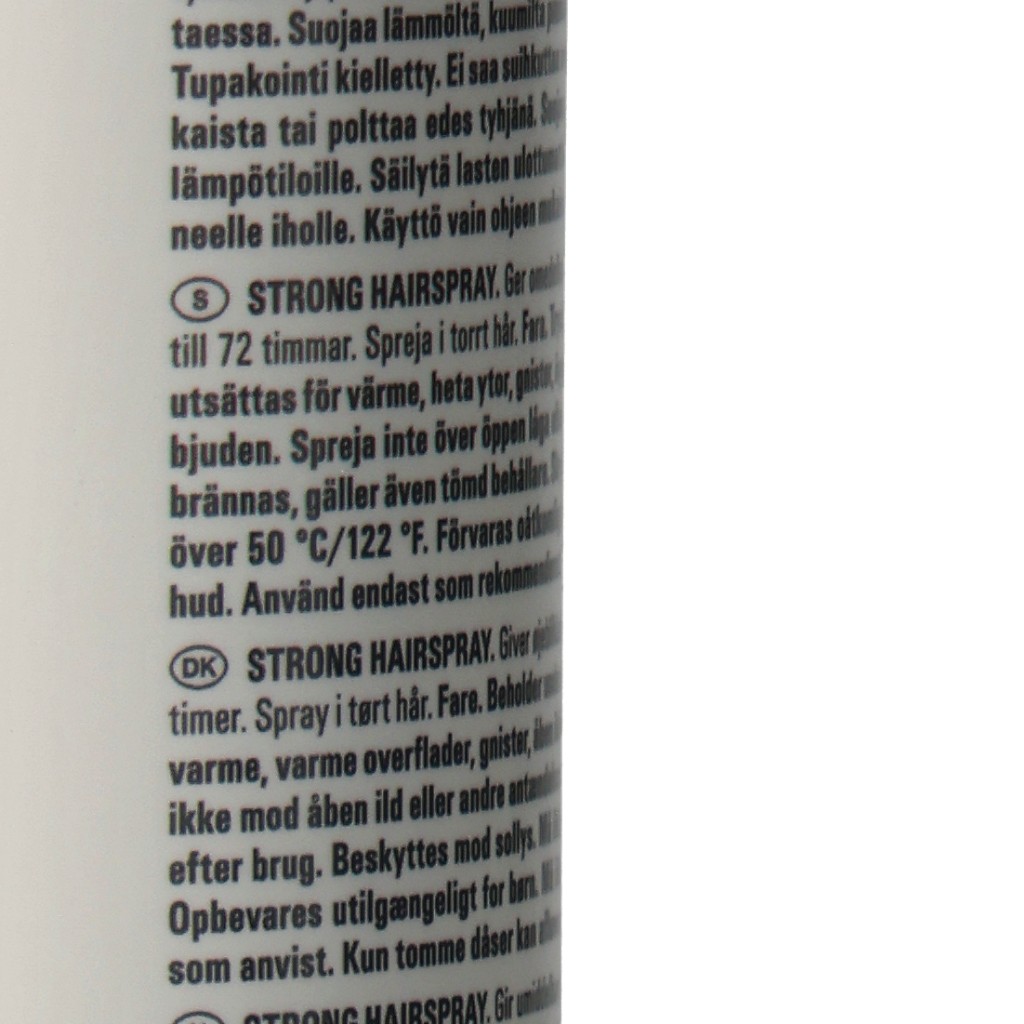 taessa. Suojaa lämmöltä, kuumilta
Tupakointi kielletty. Ei saa suihkuttaa
kaista tai polttaa edes tyhjänä.
lämpötiloille. Säilytä lasten
neelle iholle. Käyttö vain ohjeen
S STRONG HAIRSPRAY. Ger
till 72 timmar. Spreja i torrt hår. Fara.
utsättas för värme, heta ytor, gnistor,
bjuden. Spreja inte över öppen låga
brännas, gäller även tömd behållare.
över 50 °C/122 °F. Förvaras
hud. Använd endast som
DK STRONG HAIRSPRAY. Giver
timer. Spray i tørt hår. Fare. Beholder
varme, varme overflader, gnister, åben
ikke mod åben ild eller andre
efter brug. Beskyttes mod sollys. Må
Opbevares utilgængeligt for børn. Må
som anvist. Kun tomme dåser kan
STRONG HAIRSPRAY. Gir